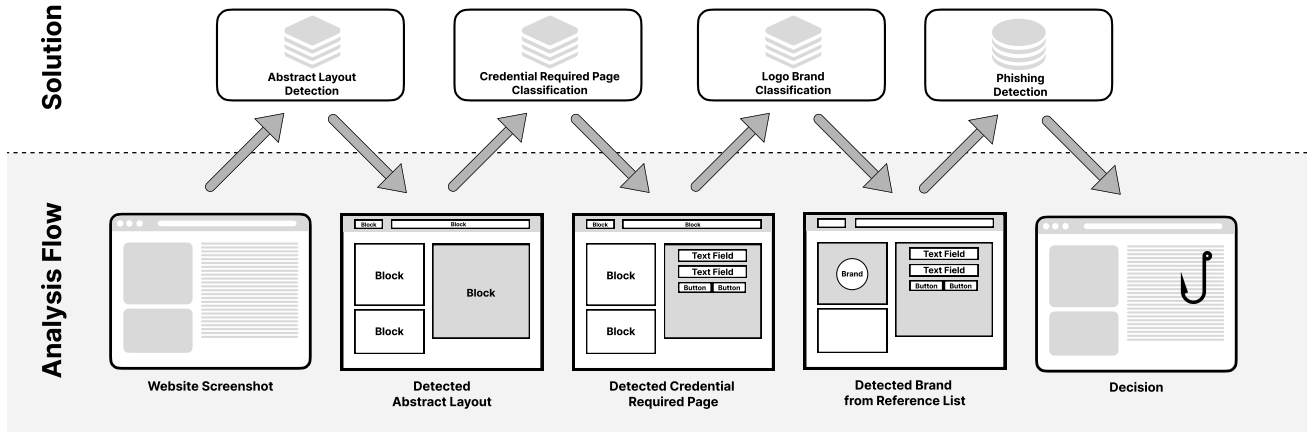 Solution
Abstract Layout
Detection
Credential Required Page
Classification
Logo Brand
Classification
Phishing
Detection
Analysis Flow
Block
Block
Block
Block
Block
Website Screenshot
Detected
Abstract Layout
Block
Block
Block
Text Field
Text Field
Button
Button
Block
Detected Credential
Required Page
Brand
Text Field
Text Field
Button
Button
Detected Brand
from Reference List
Decision